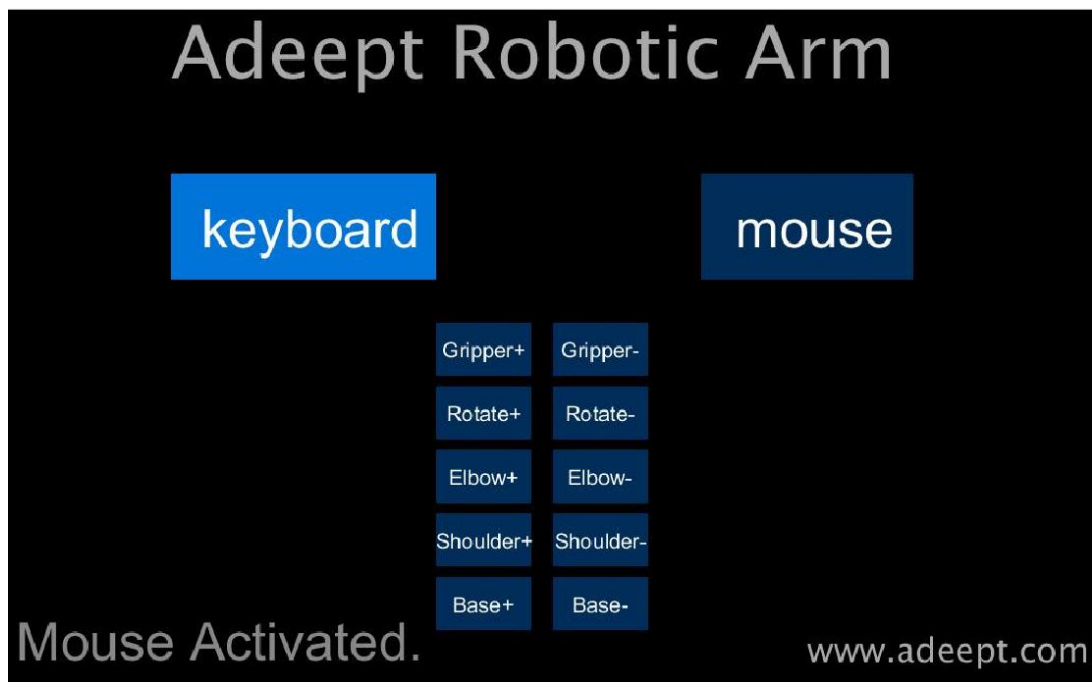 Adeept Robotic Arm
keyboard mouse
Gripper+ Gripper-
Rotate+ Rotate-
Elbow+ Elbow-
Shoulder+ Shoulder-
Base+ Base-
Mouse Activated.
www.adeept.com